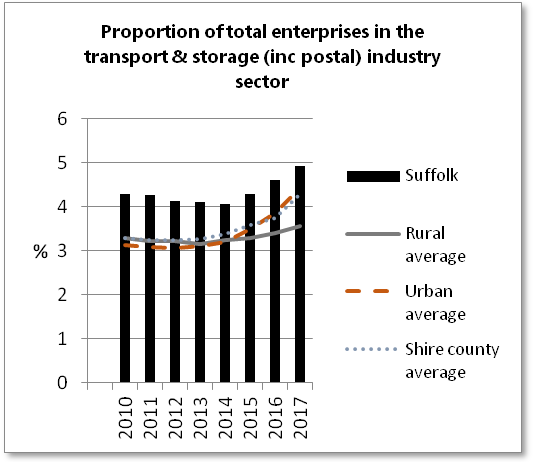 Proportion of total enterprises in the
transport & storage (inc postal) industry
sector
6
5
4
3
2
1
0
%
2010
2011
2012
2013
2014
2015
2016
2017
Suffolk
Rural
average
Urban
average
Shire county
average